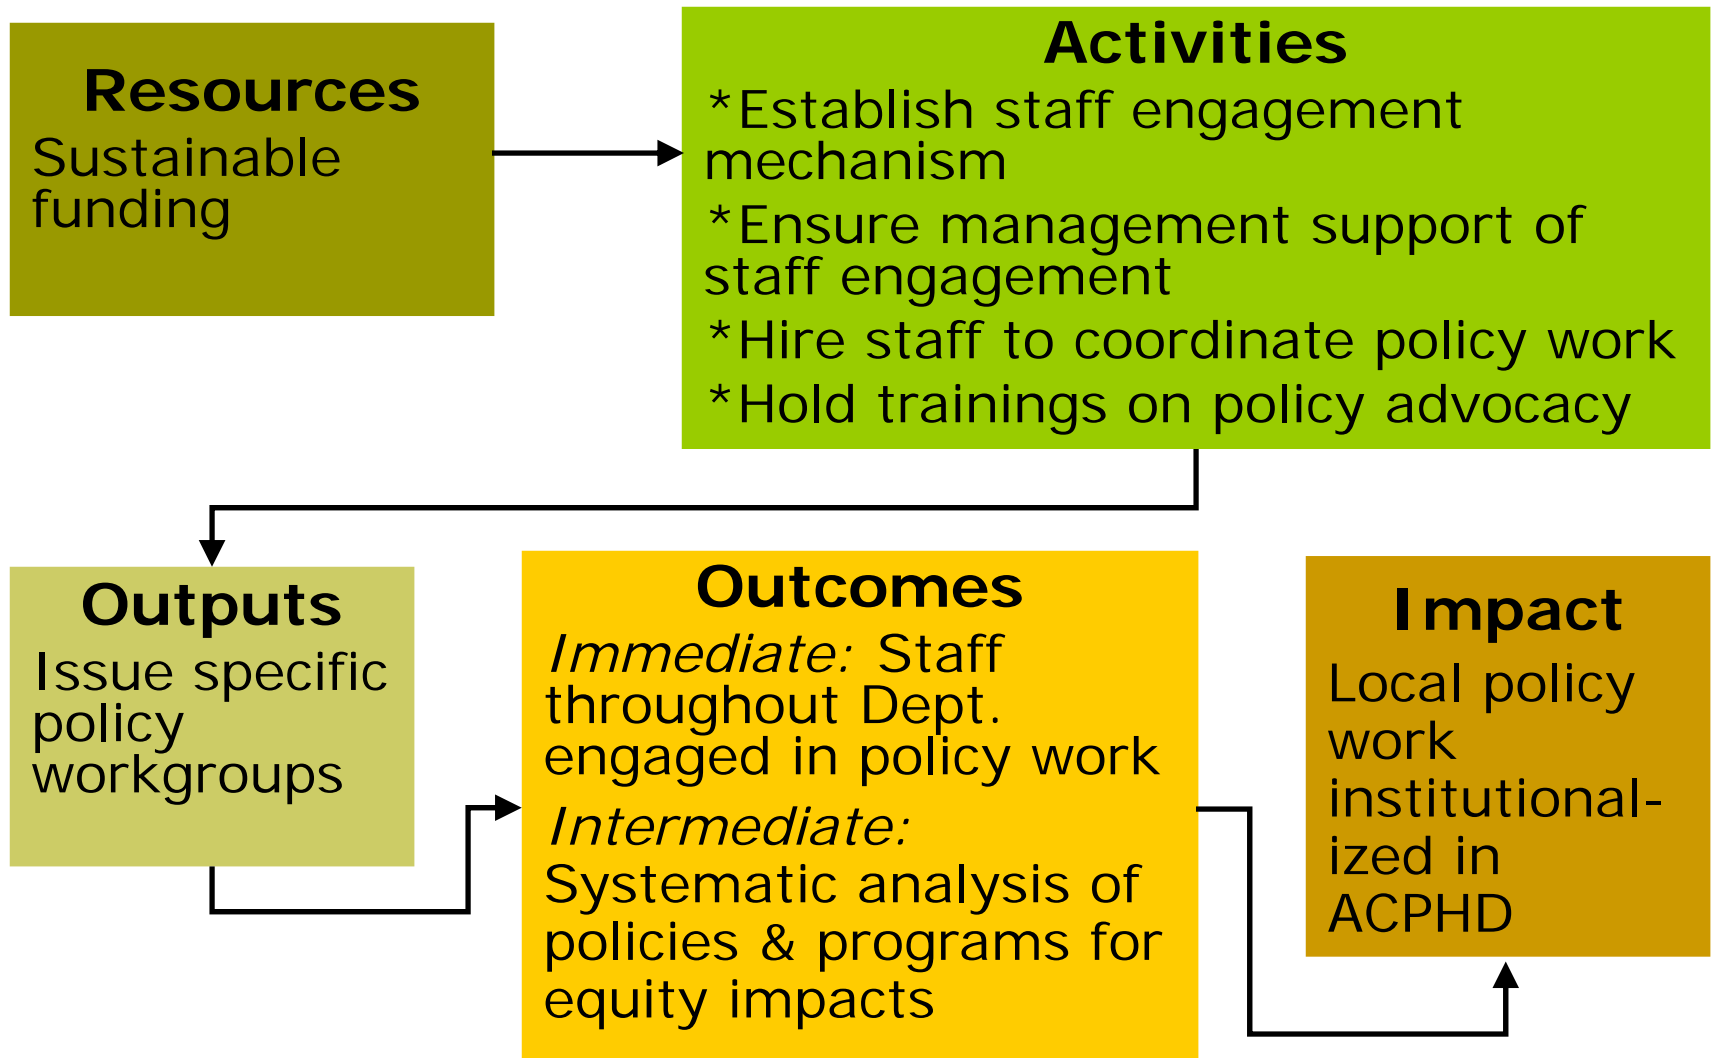 Resources
Sustainable
funding
Activities
*Establish staff engagement
mechanism
*Ensure management support of
staff engagement
*Hire staff to coordinate policy work
*Hold trainings on policy advocacy
Outputs
Issue specific
policy
workgroups
Outcomes
Immediate: Staff
throughout Dept.
engaged in policy work
Intermediate:
Systematic analysis of
policies & programs for
equity impacts
Impact
Local policy
work
institutional-
ized in
ACPHD